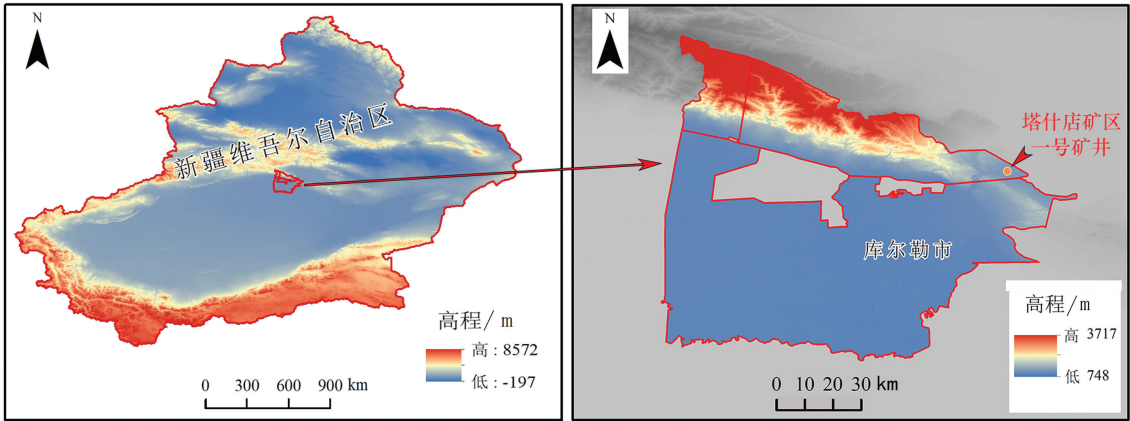 N
新疆维吾尔自治区
高程/ m
高: 8572
低: -197
0 300 600 900 km
N
塔什店矿区
一号矿井
库尔勒市
高程/ m
高 3717
低 748
0 10 20 30 km